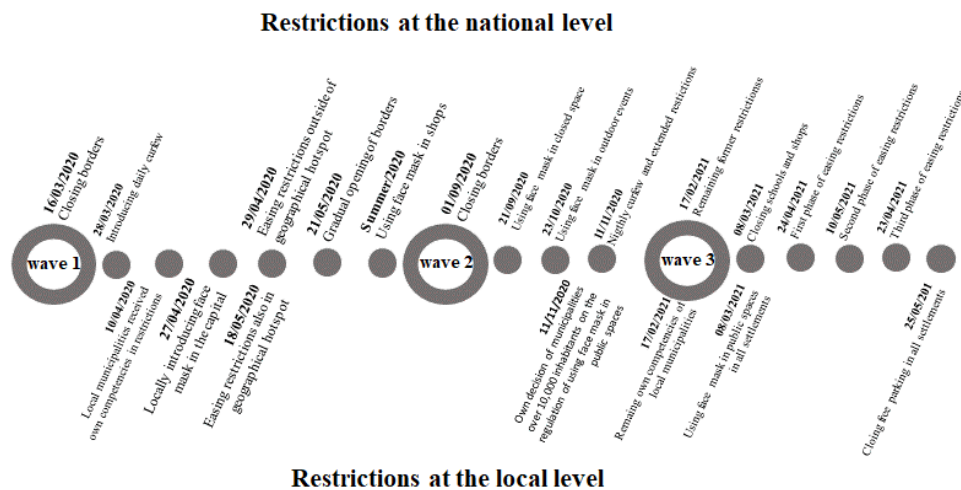 Restrictions at the national level
16/03/2020
Closing borders
28/03/2020
Introducing daily curfew
29/04/2020
Easing restrictions outside of
geographical hotspot
21/05/2020
Gradual opening of borders
Summer/2020
Using face mask in shops
01/09/2020
Closing borders
21/09/2020
Using face mask in closed space
23/10/2020
Using face mask in outdoor events
11/11/2020
Nigthly curfew and extended restrictions
17/02/2021
Remaining former restrictionss
08/03/2021
Closing schools and shops
24/04/2021
First phase of easing restrictions
10/05/2021
Second phase of easing restrictions
23/04/2021
Third phase of easing restrictions
wave 1
wave 2
wave 3
10/04/2020
Local municipalities received
own competencies in restrictions
27/04/2020
Locally introducing face
mask in the capital
18/05/2020
Easing restrictions also in
geographical hotspot
11/11/2020
Own decision of municipalities
over 10,000 inhabitants on the
regulation of using face mask in
public spaces
17/02/2021
Remaing own competencies of
local municipalities
08/03/2021
Using face mask in public spaces
in all settlements
25/05/201
Cloing free parking in all settlements
Restrictions at the local level